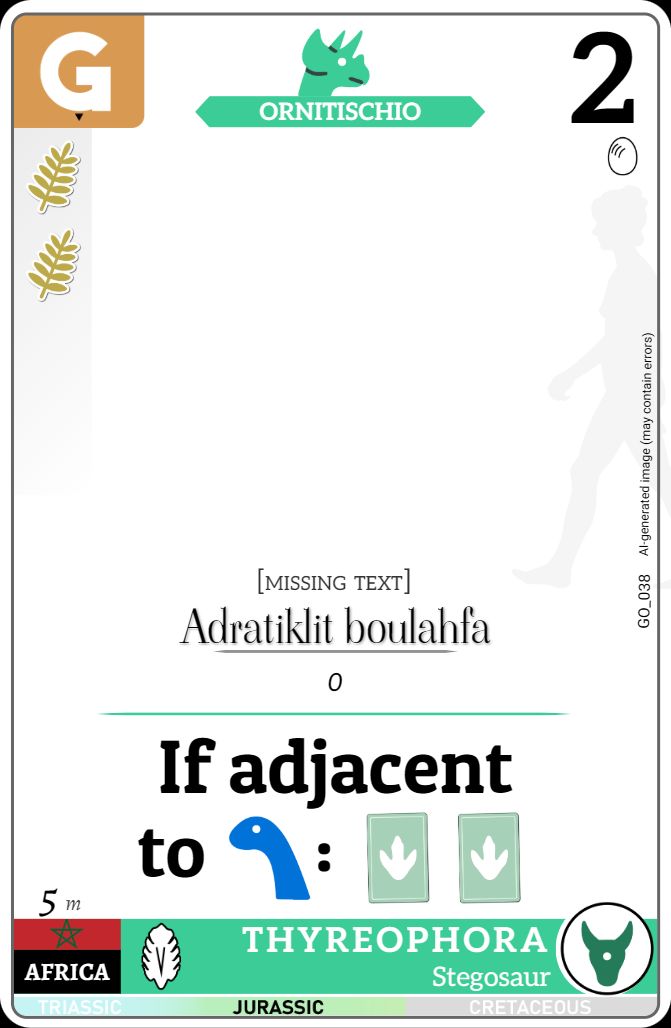 G
ORNITISCHIO
2
AI-generated image (may contain errors)
GO_038
[MISSING TEXT]
Adratiklit boulahfa
0
If adjacent
to :
5 m
AFRICA
THYREOPHORA
Stegosaur
TRIASSIC
JURASSIC
CRETACEOUS